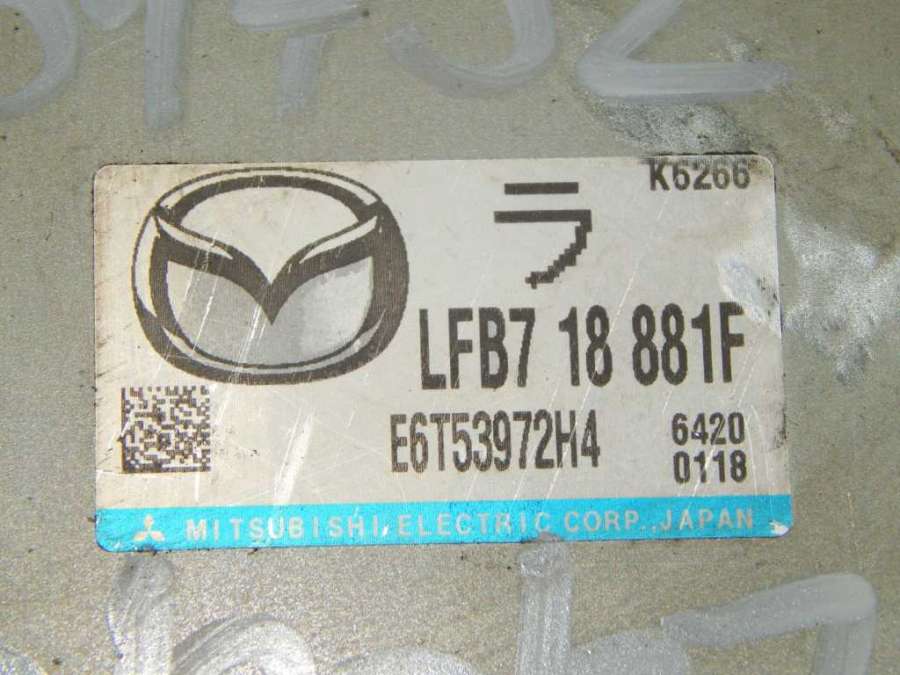 K6266
ラ
LFB7 18 881F
E6T53972H4
6420
0118
MITSUBISHI ELECTRIC CORP., JAPAN